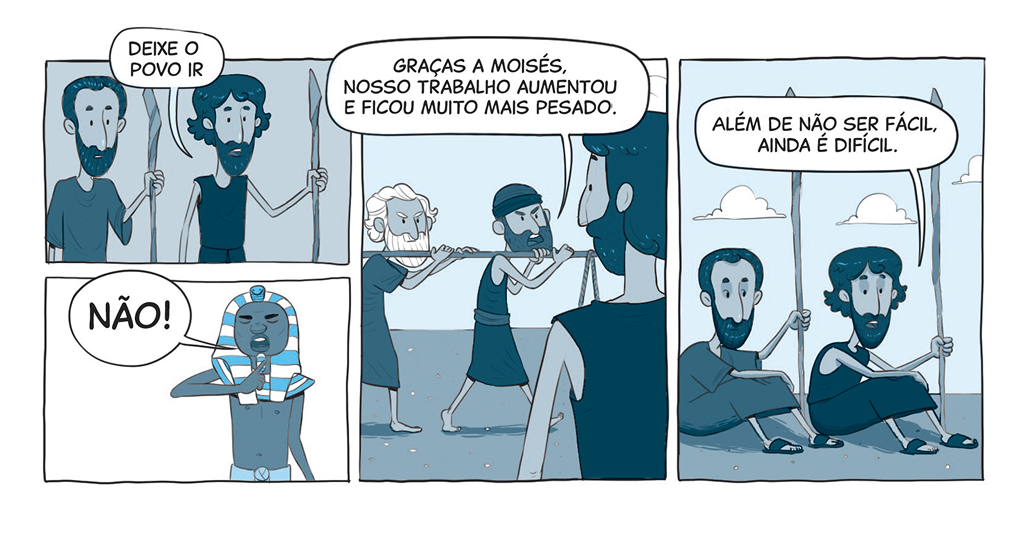 DEIXE O
POVO IR
NÃO!
GRAÇAS A MOISÉS,
NOSSO TRABALHO AUMENTOU
E FICOU MUITO MAIS PESADO.
ALÉM DE NÃO SER FÁCIL,
AINDA É DIFÍCIL.